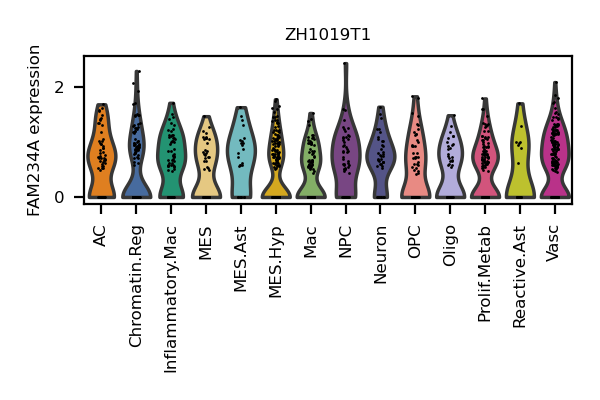 ZH1019T1
FAM234A expression
2
0
AC
Chromatin.Reg
Inflammatory.Mac
MES
MES.Ast
MES.Hyp
Mac
NPC
Neuron
OPC
Oligo
Prolif.Metab
Reactive.Ast
Vasc